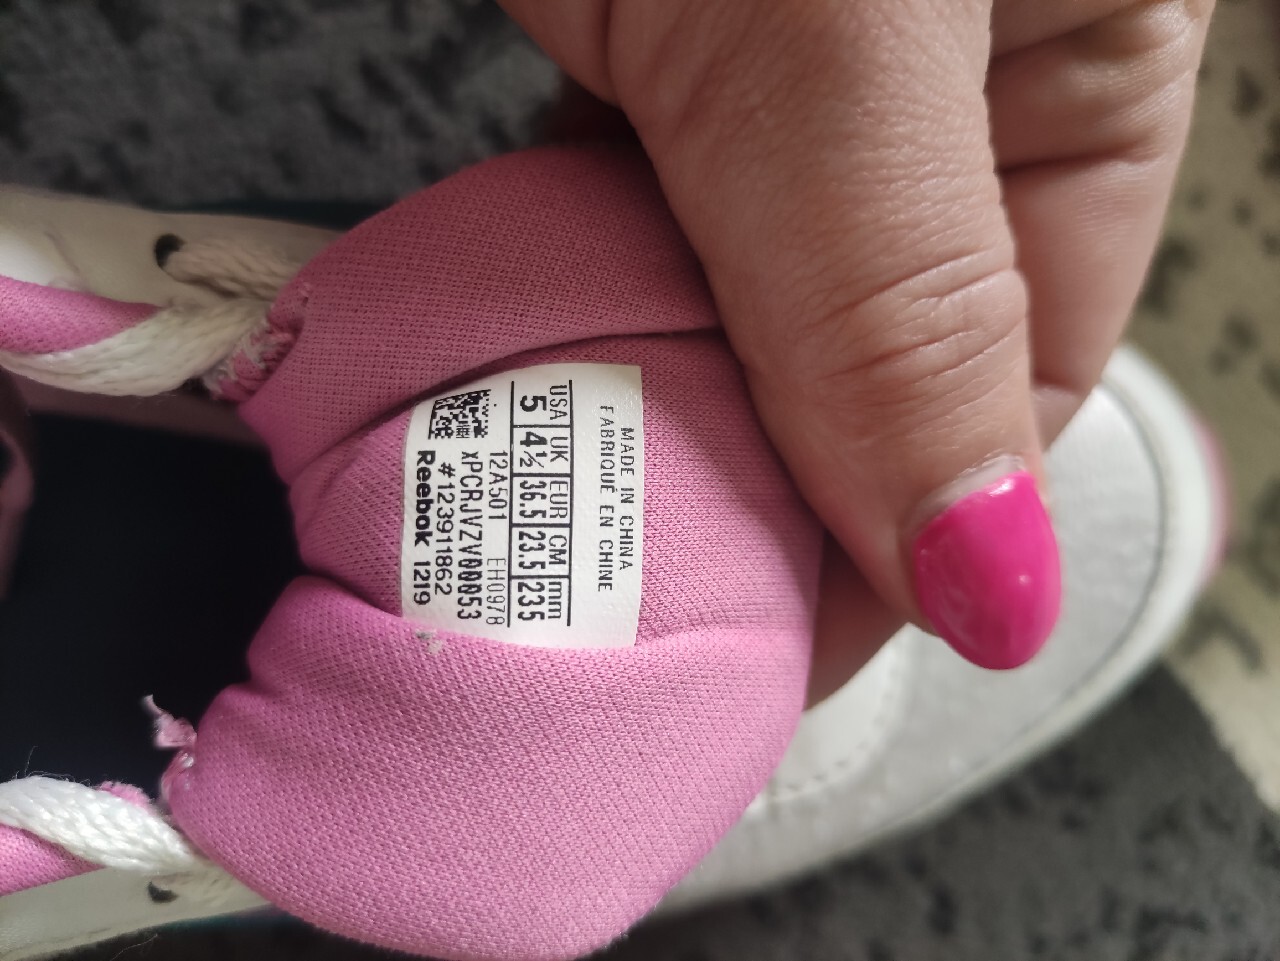 MADE IN CHINA
FABRIQUÉ EN CHINE
USA UK EUR CM mm
5 4½ 36.5 23.5 235
12A501 EH0978
xPCRJVZV00053
#123911862
Reebok 1219